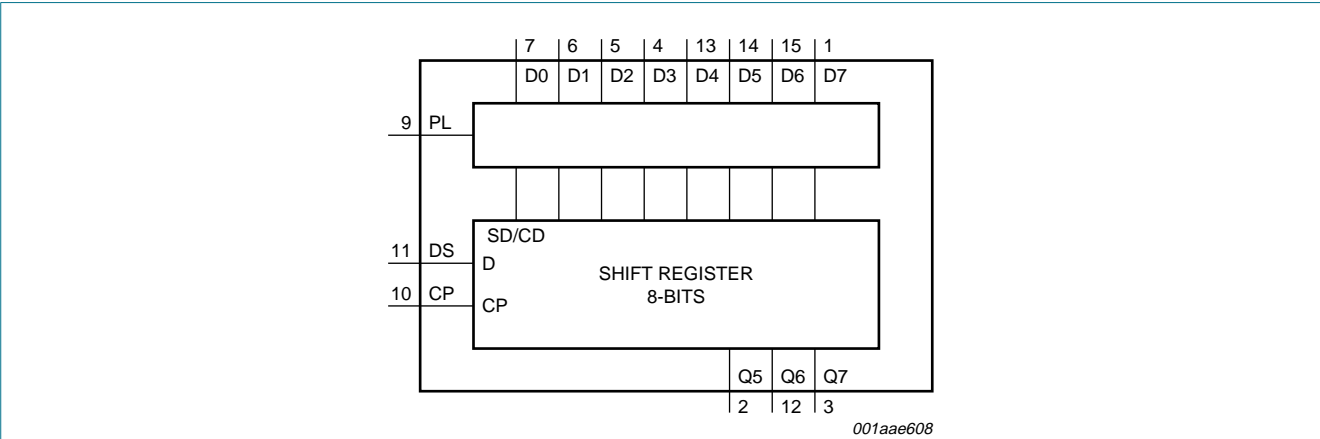 7 6 5 4 13 14 15 1
D0 D1 D2 D3 D4 D5 D6 D7
9 PL
SD/CD
11 DS
D
SHIFT REGISTER
8-BITS
10 CP
CP
Q5 Q6 Q7
2 12 3
001aae608